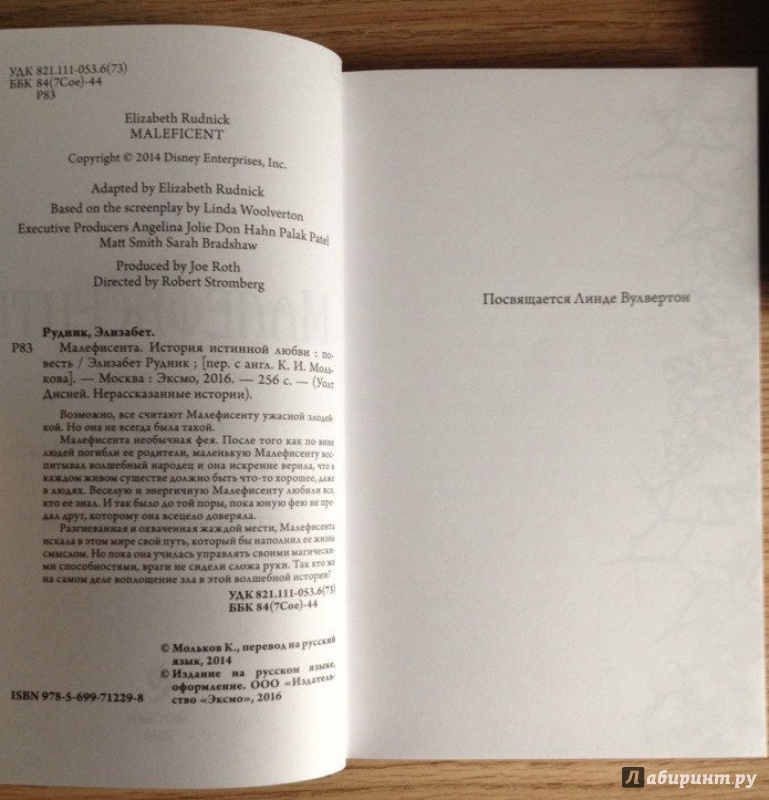 УДК 821.111-053.6(73)
ББК 84(7Сое)-44
Р83
Elizabeth Rudnick
MALEFICENT
Copyright © 2014 Disney Enterprises, Inc.
Adapted by Elizabeth Rudnick
Based on the screenplay by Linda Woolverton
Executive Producers Angelina Jolie Don Hahn Palak Patel
Matt Smith Sarah Bradshaw
Produced by Joe Roth
Directed by Robert Stromberg
Рудник, Элизабет.
Р83 Малефисента. История истинной любви : по-
весть / Элизабет Рудник ; [пер. с англ. К. И. Моль-
кова]. — Москва : Эксмо, 2016. — 256 с. — (Уолт
Дисней. Нерассказанные истории).
Возможно, все считают Малефисенту ужасной злодей-
кой. Но она не всегда была такой.
Малефисента необычная фея. После того как по вине
людей погибли ее родители, маленькую Малефисенту вос-
питывал волшебный народец и она искренне верила, что в
каждом живом существе должно быть что-то хорошее, даже
в людях. Веселую и энергичную Малефисенту любили все,
кто ее знал. И так было до той поры, пока юную фею не пре-
дал друг, которому она всецело доверяла.
Разгневанная и охваченная жаждой мести, Малефисента
искала в этом мире свой путь, который бы наполнил ее жизнь
смыслом. Но пока она училась управлять своими магически-
ми способностями, враги не сидели сложа руки. Так кто же
на самом деле воплощение зла в этой волшебной истории?
УДК 821.111-053.6(73)
ББК 84(7Сое)-44
© Мольков К., перевод на русский
язык, 2014
© Издание на русском языке,
оформление. ООО «Издатель-
ISBN 978-5-699-71229-8 ство «Эксмо», 2016
Посвящается Линде Вулвертон
Лабиринт.ру